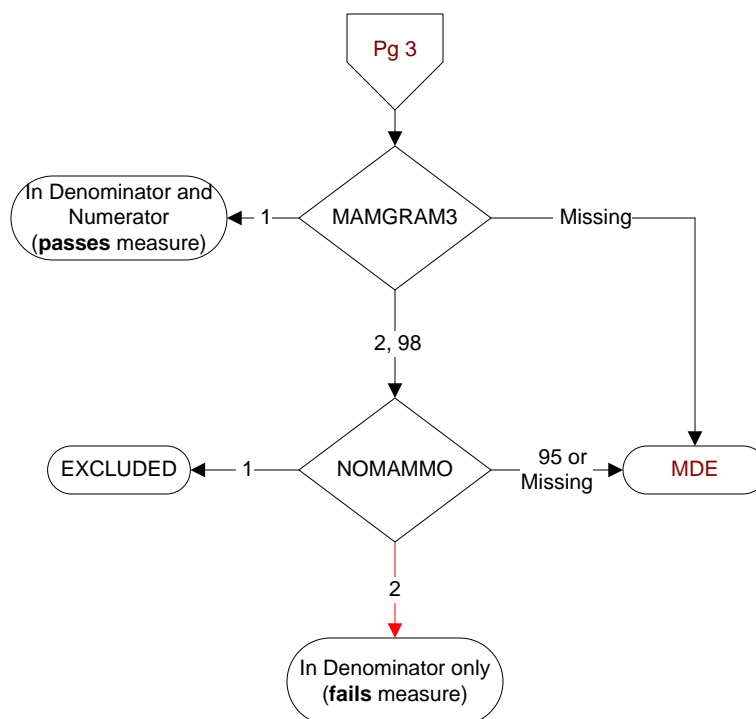 Pg 3
In Denominator and
Numerator
(passes measure)
1
MAMGRAM3
Missing
2, 98
EXCLUDED
1
NOMAMMO
95 or
Missing
MDE
2
In Denominator only
(fails measure)